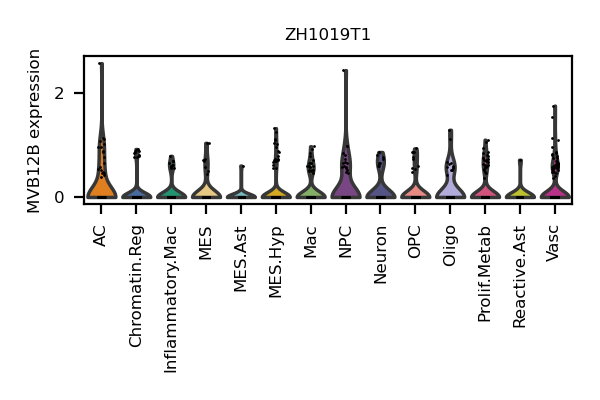 ZH1019T1
MVB12B expression
2
0
AC
Chromatin.Reg
Inflammatory.Mac
MES
MES.Ast
MES.Hyp
Mac
NPC
Neuron
OPC
Oligo
Prolif.Metab
Reactive.Ast
Vasc